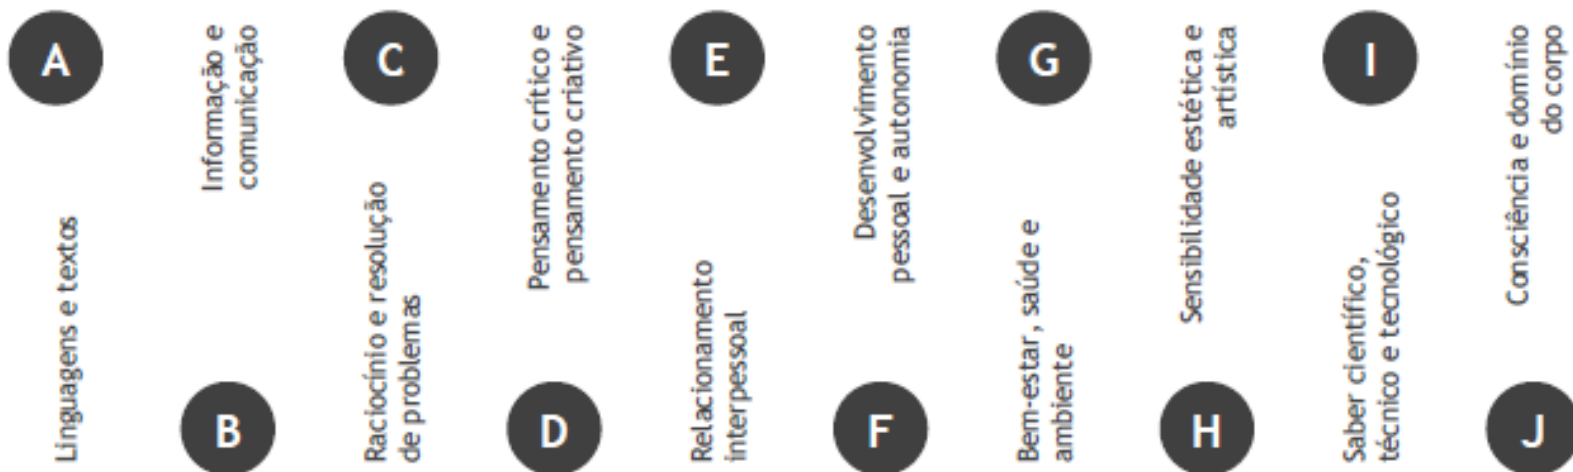 A
Linguagens e textos
Informação e
comunicação
B
C
Raciocínio e resolução
de problemas
Pensamento crítico e
pensamento criativo
D
E
Relacionamento
interpessoal
Desenvolvimento
pessoal e autonomia
F
G
Bem-estar, saúde e
ambiente
Sensibilidade estética e
artística
H
I
Saber científico,
técnico e tecnológico
Consciência e domínio
do corpo
J